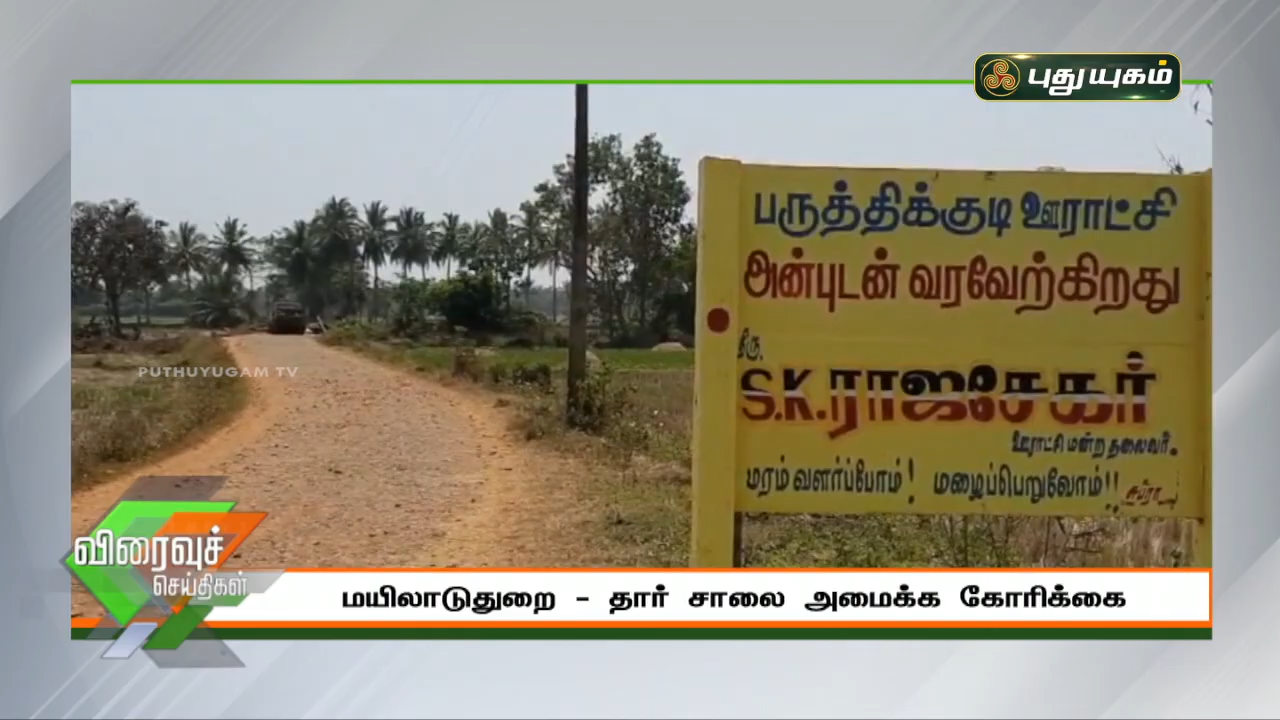 புதுயுகம்
பருத்திக்குடி ஊராட்சி
அன்புடன் வரவேற்கிறது
திரு.
S.K.ராஜசேகர்
ஊராட்சி மன்ற தலைவர்.
மரம் வளர்ப்போம்! மழைப்பெறுவோம்!!
PUTHUYUGAM TV
விரைவுச்
செய்திகள்
மயிலாடுதுறை - தார் சாலை அமைக்க கோரிக்கை